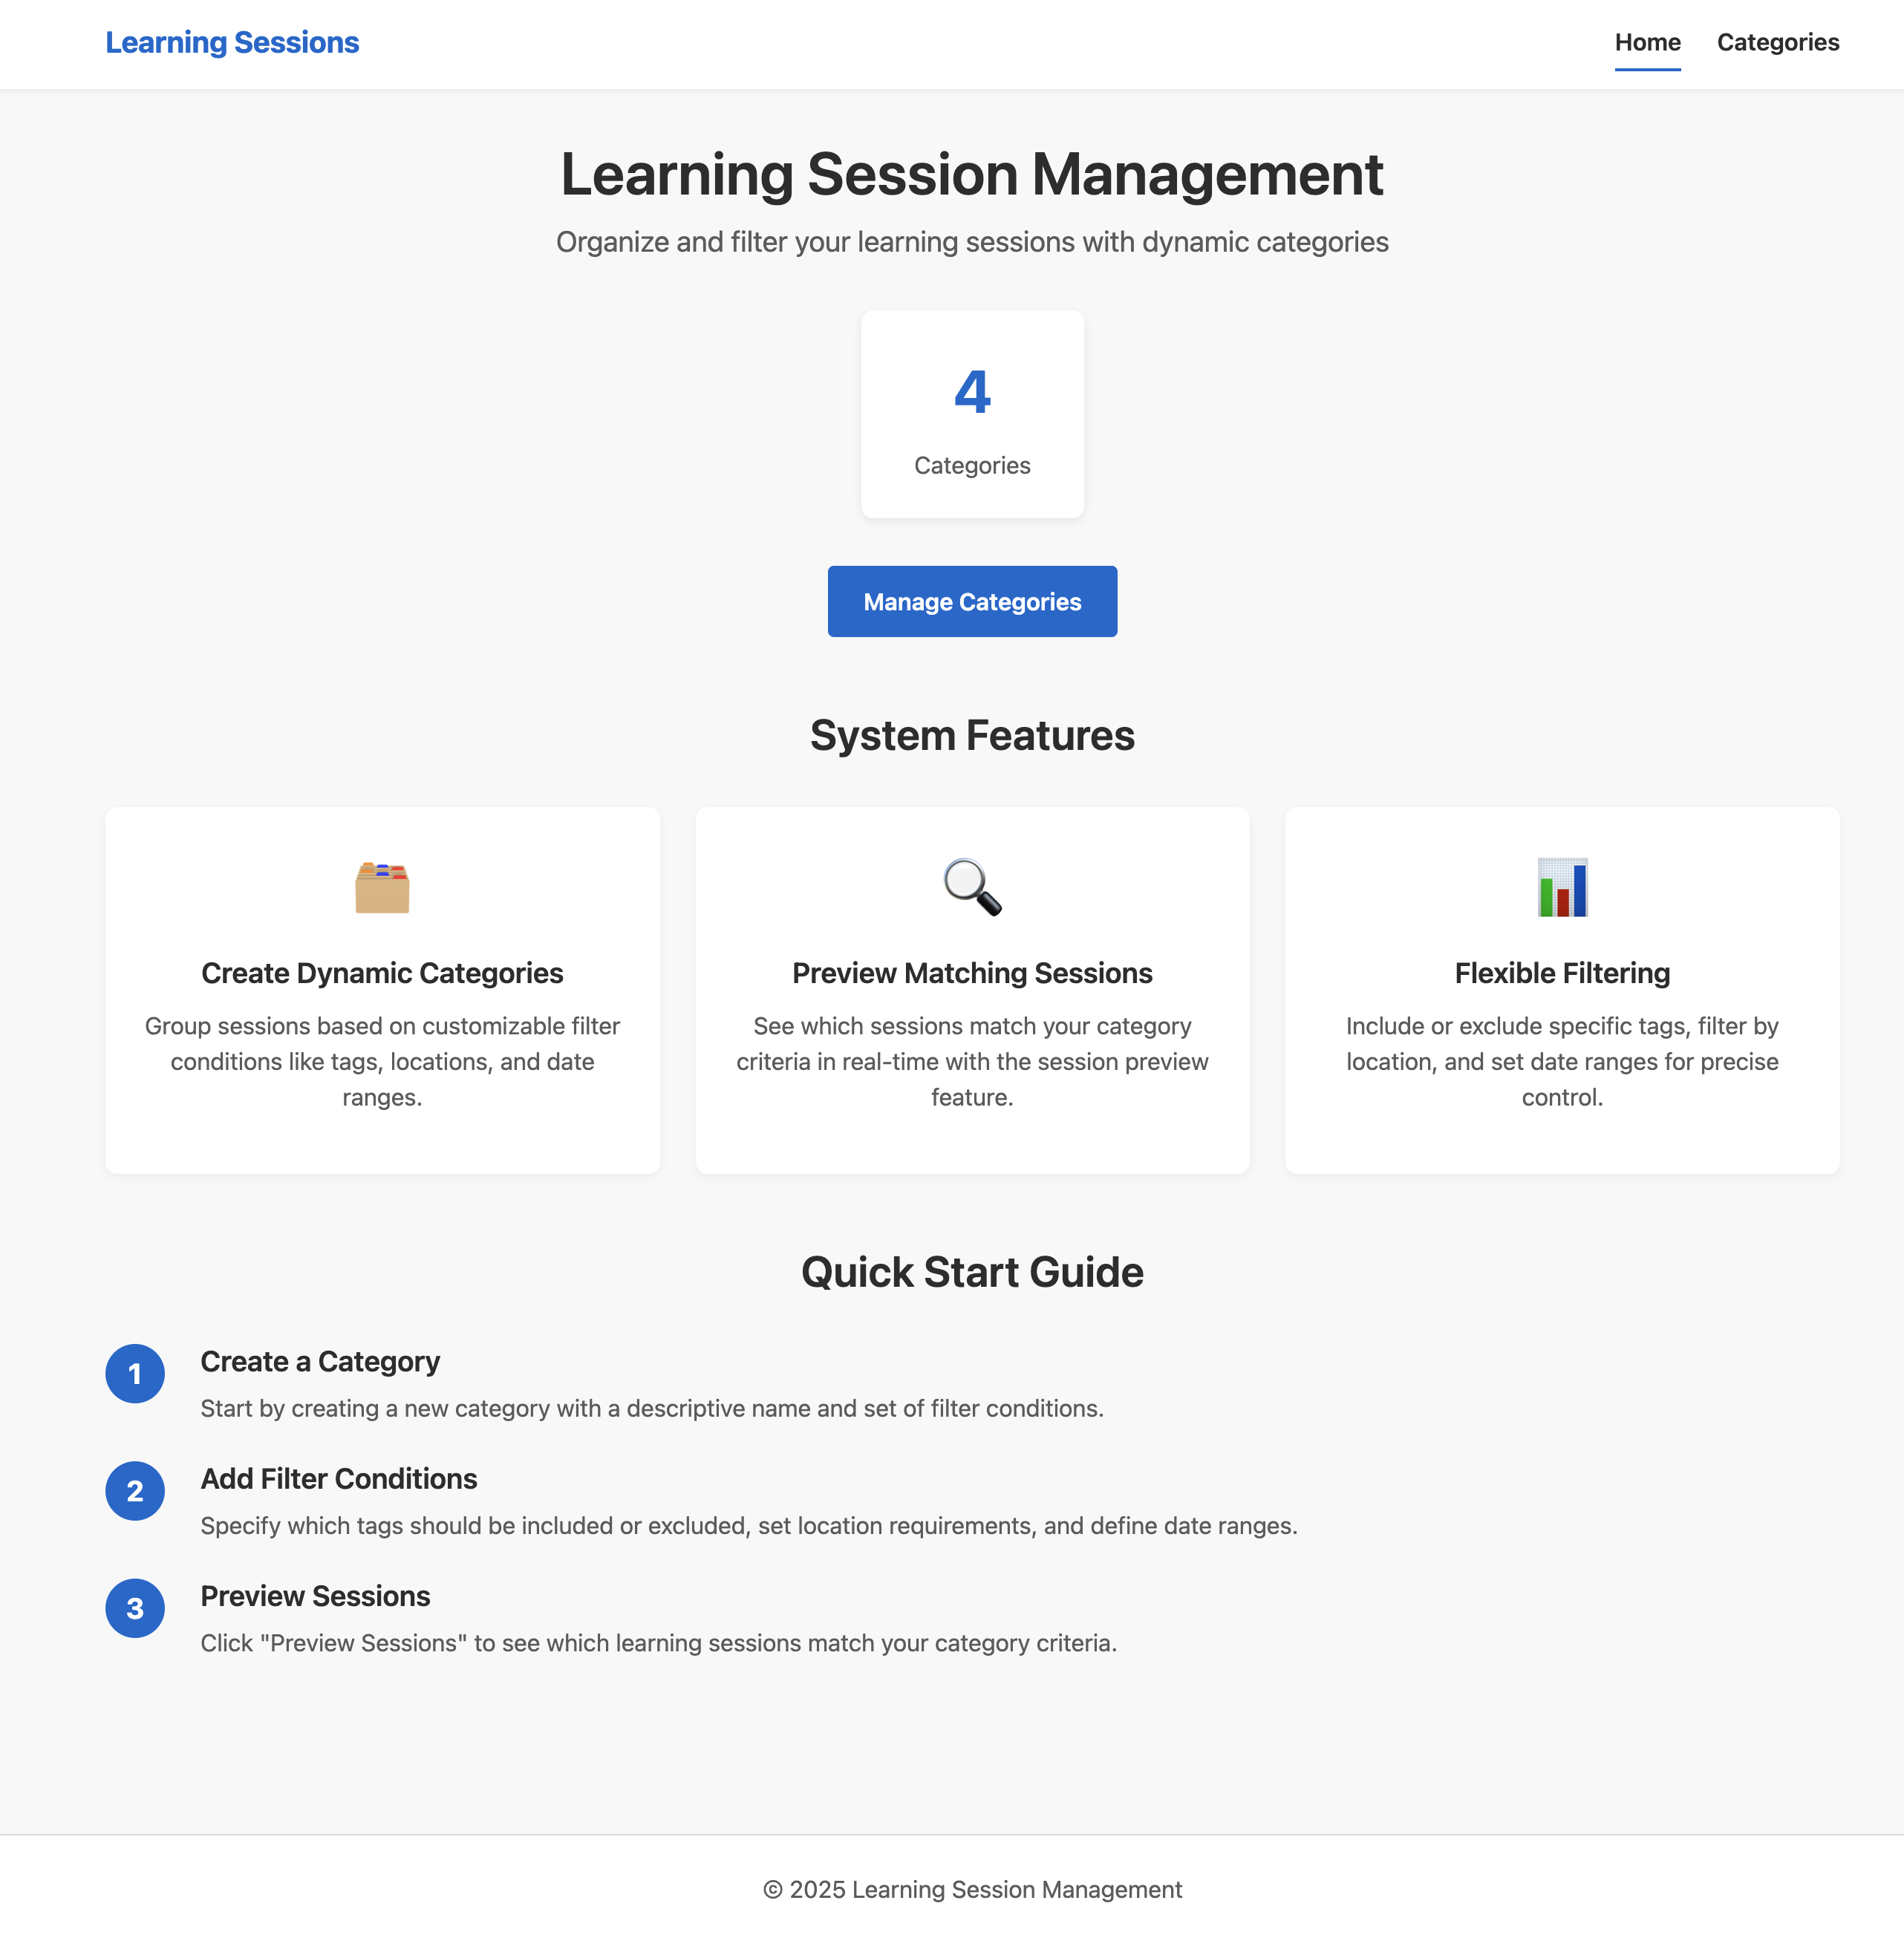 Learning Sessions
Home
Categories
Learning Session Management
Organize and filter your learning sessions with dynamic categories
4
Categories
Manage Categories
System Features
Create Dynamic Categories
Group sessions based on customizable filter
conditions like tags, locations, and date
ranges.
Preview Matching Sessions
See which sessions match your category
criteria in real-time with the session preview
feature.
Flexible Filtering
Include or exclude specific tags, filter by
location, and set date ranges for precise
control.
Quick Start Guide
1
Create a Category
Start by creating a new category with a descriptive name and set of filter conditions.
2
Add Filter Conditions
Specify which tags should be included or excluded, set location requirements, and define date ranges.
3
Preview Sessions
Click "Preview Sessions" to see which learning sessions match your category criteria.
© 2025 Learning Session Management